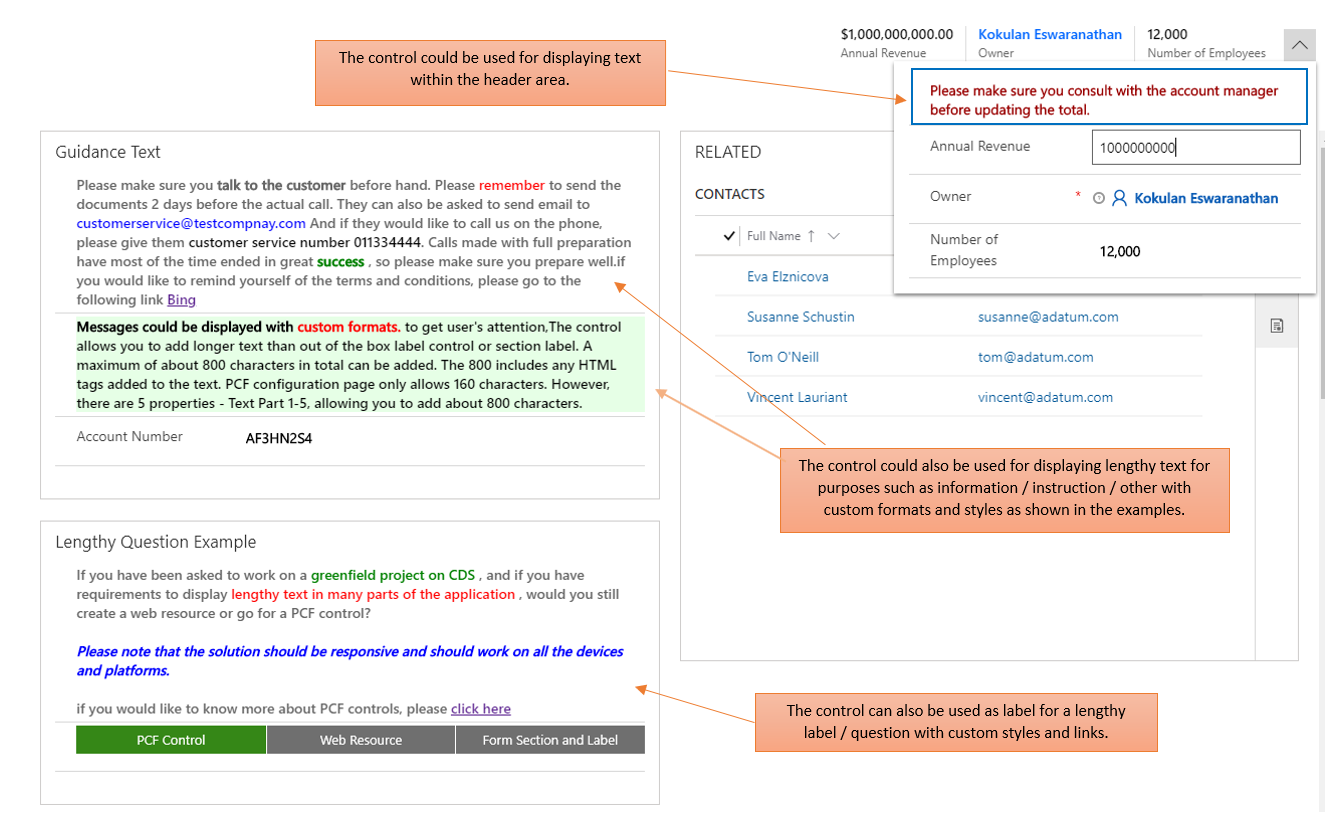 $1,000,000,000.00
Annual Revenue
Kokulan Eswaranathan
Owner
12,000
Number of Employees
The control could be used for displaying text
within the header area.
Please make sure you consult with the account manager
before updating the total.
Annual Revenue
1000000000
Owner
*
Kokulan Eswaranathan
Number of
Employees
12,000
Guidance Text
Please make sure you talk to the customer before hand. Please remember to send the
documents 2 days before the actual call. They can also be asked to send email to
customerservice@testcompnay.com And if they would like to call us on the phone,
please give them customer service number 011334444. Calls made with full preparation
have most of the time ended in great success , so please make sure you prepare well.if
you would like to remind yourself of the terms and conditions, please go to the
following link Bing
Messages could be displayed with custom formats. to get user's attention,The control
allows you to add longer text than out of the box label control or section label. A
maximum of about 800 characters in total can be added. The 800 includes any HTML
tags added to the text. PCF configuration page only allows 160 characters. However,
there are 5 properties - Text Part 1-5, allowing you to add about 800 characters.
Account Number
AF3HN2S4
RELATED
CONTACTS
Full Name ↑
Eva Elznicova
Susanne Schustin
susanne@adatum.com
Tom O'Neill
tom@adatum.com
Vincent Lauriant
vincent@adatum.com
The control could also be used for displaying lengthy text for
purposes such as information / instruction / other with
custom formats and styles as shown in the examples.
Lengthy Question Example
If you have been asked to work on a greenfield project on CDS , and if you have
requirements to display lengthy text in many parts of the application , would you still
create a web resource or go for a PCF control?
Please note that the solution should be responsive and should work on all the devices
and platforms.
if you would like to know more about PCF controls, please click here
PCF Control
Web Resource
Form Section and Label
The control can also be used as label for a lengthy
label / question with custom styles and links.